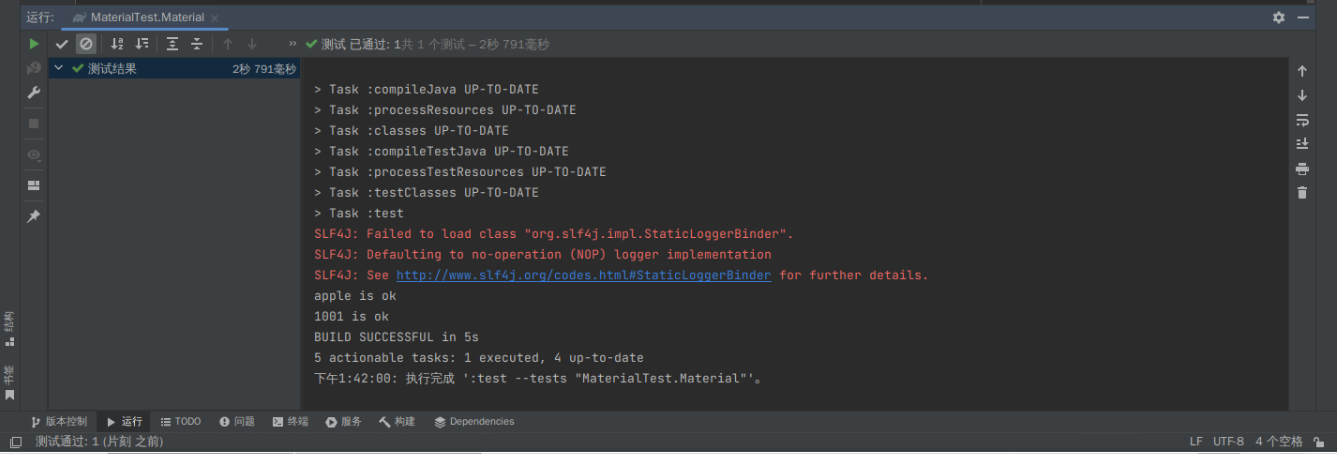 运行: MaterialTest.Material
测试 已通过: 1共 1 个测试 – 2秒 791毫秒
测试结果 2秒 791毫秒
> Task :compileJava UP-TO-DATE
> Task :processResources UP-TO-DATE
> Task :classes UP-TO-DATE
> Task :compileTestJava UP-TO-DATE
> Task :processTestResources UP-TO-DATE
> Task :testClasses UP-TO-DATE
> Task :test
SLF4J: Failed to load class "org.slf4j.impl.StaticLoggerBinder".
SLF4J: Defaulting to no-operation (NOP) logger implementation
SLF4J: See http://www.slf4j.org/codes.html#StaticLoggerBinder for further details.
apple is ok
1001 is ok
BUILD SUCCESSFUL in 5s
5 actionable tasks: 1 executed, 4 up-to-date
下午1:42:00: 执行完成 ':test --tests "MaterialTest.Material"'。
结构
书签
版本控制 运行 TODO 问题 终端 服务 构建 Dependencies
测试通过: 1 (片刻 之前) LF UTF-8 4 个空格